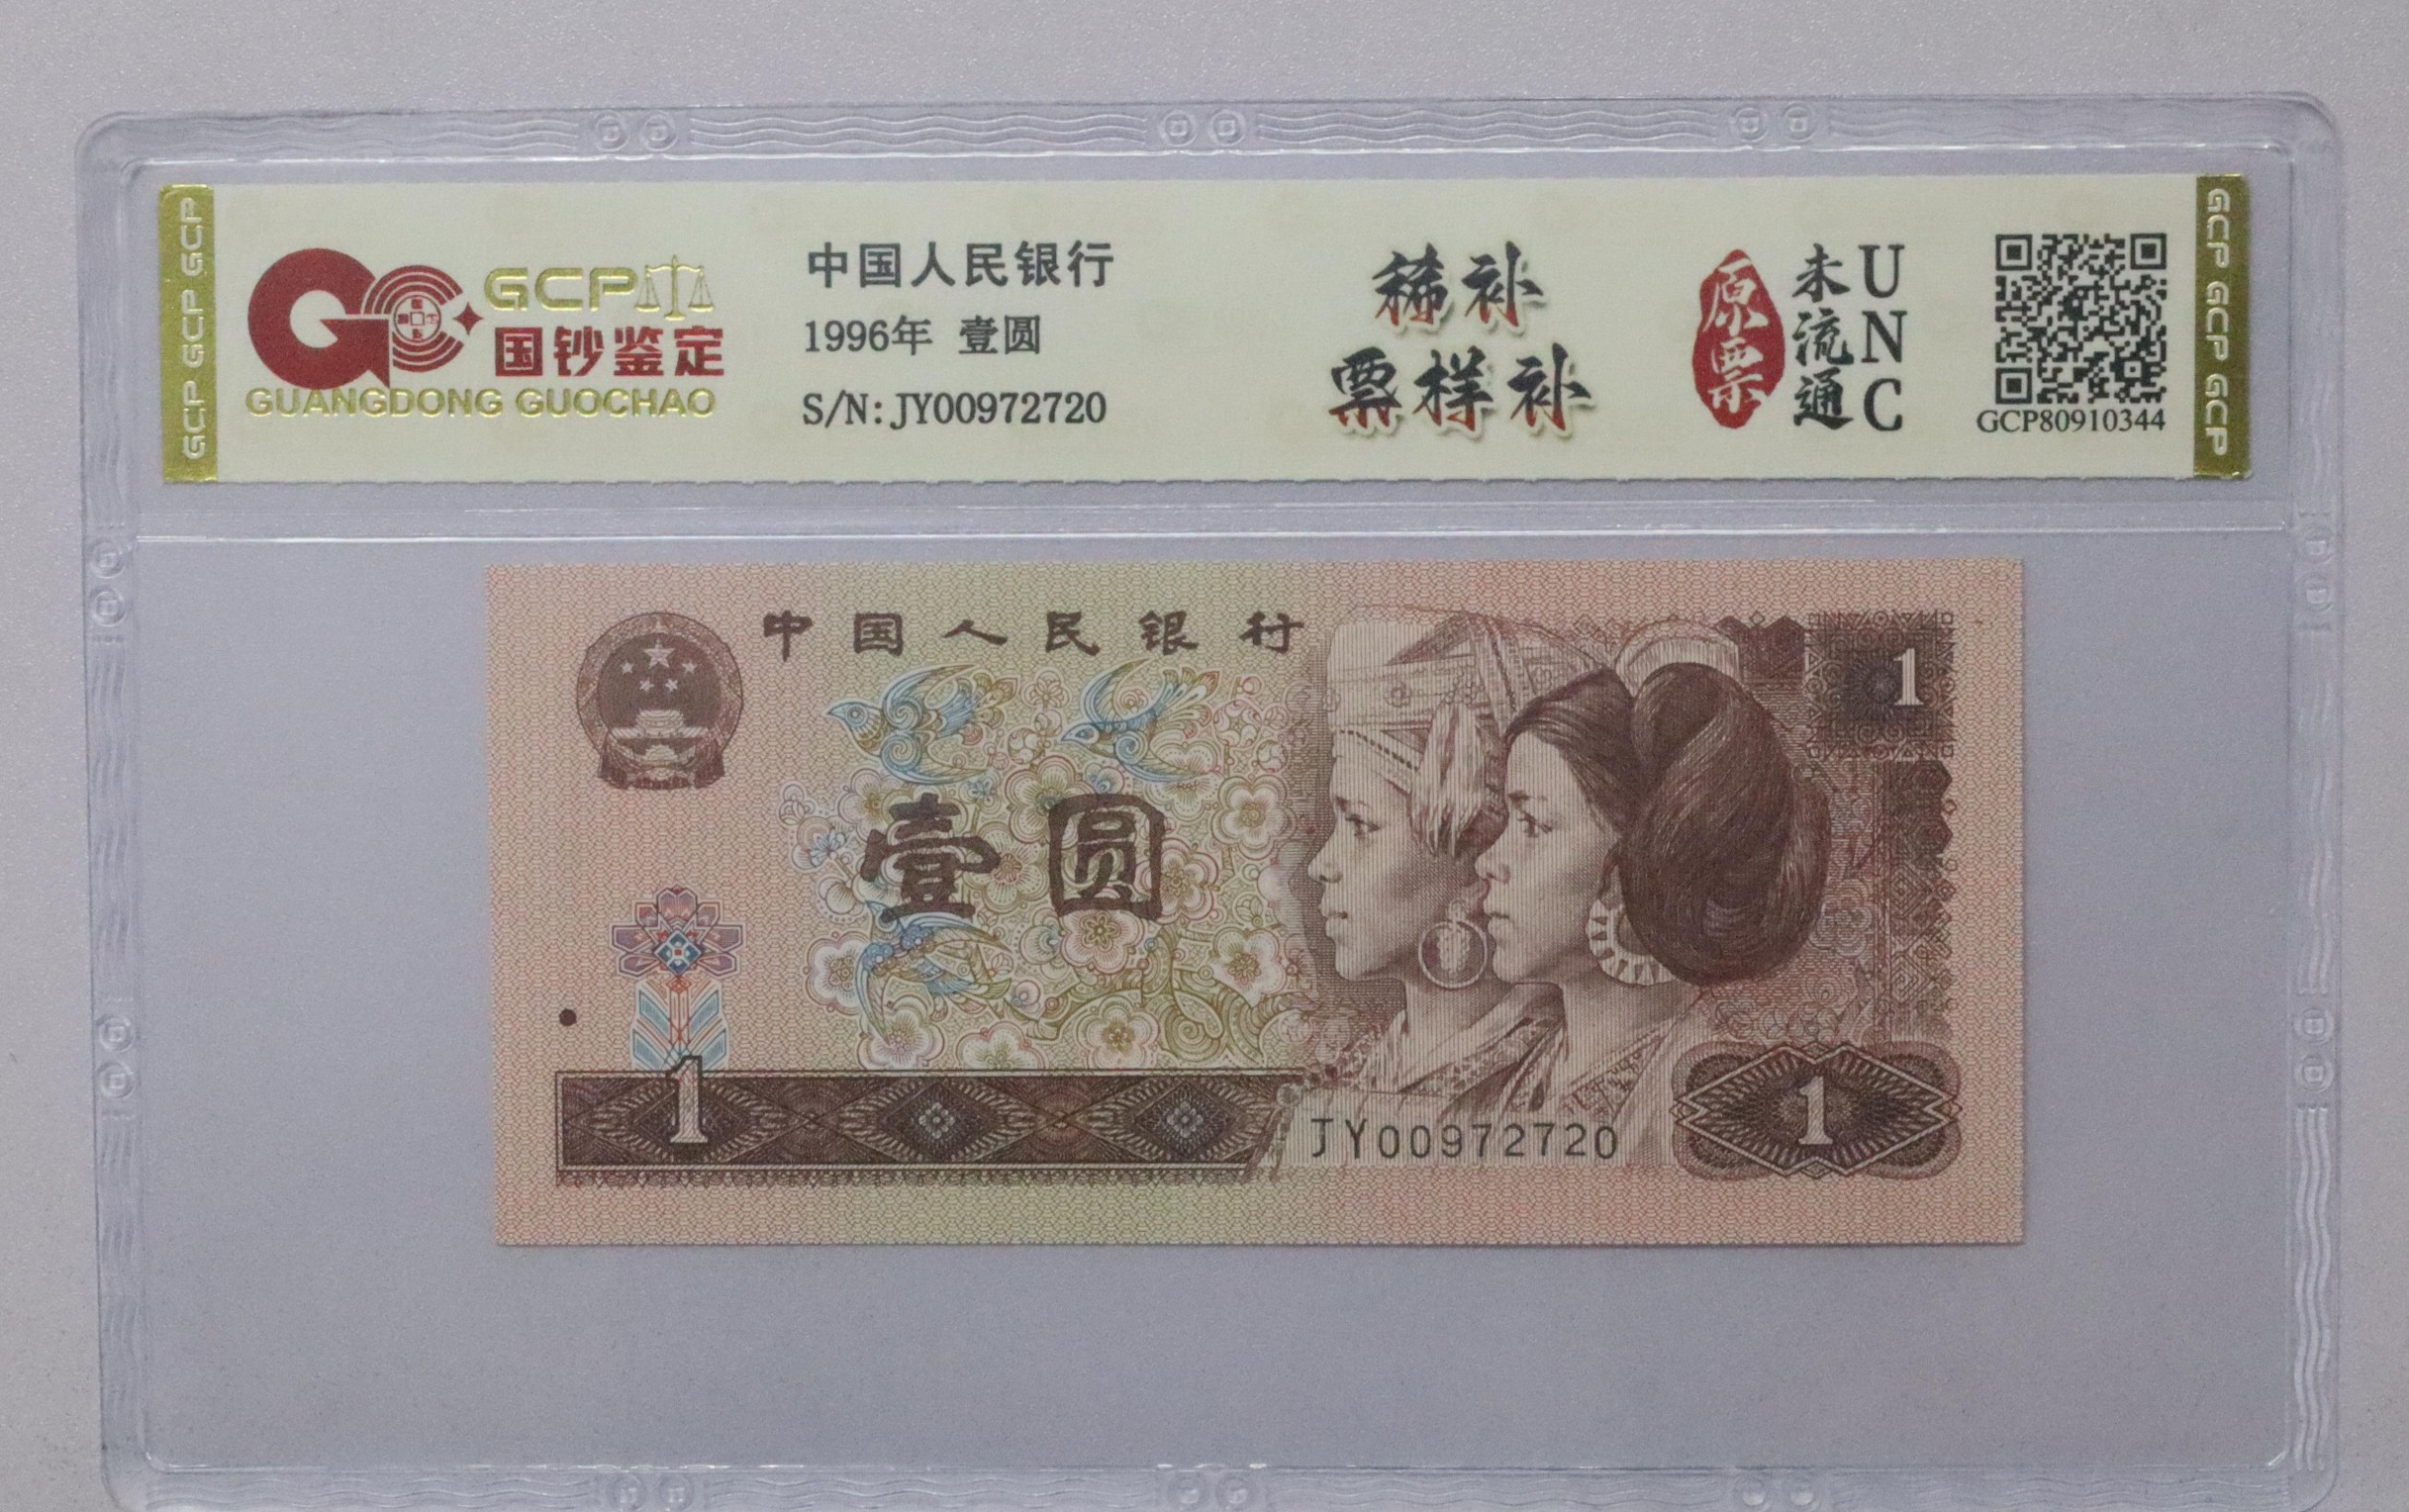 GCP GCP GCP
GCP
国钞鉴定
GUANGDONG GUOCHAO
中国人民银行
1996年 壹圆
S/N: JY00972720
稀补
票样补
原票
未流通
UNC
GCP80910344
GCP GCP GCP
中国人民银行
1
壹圆
1
JY00972720
1